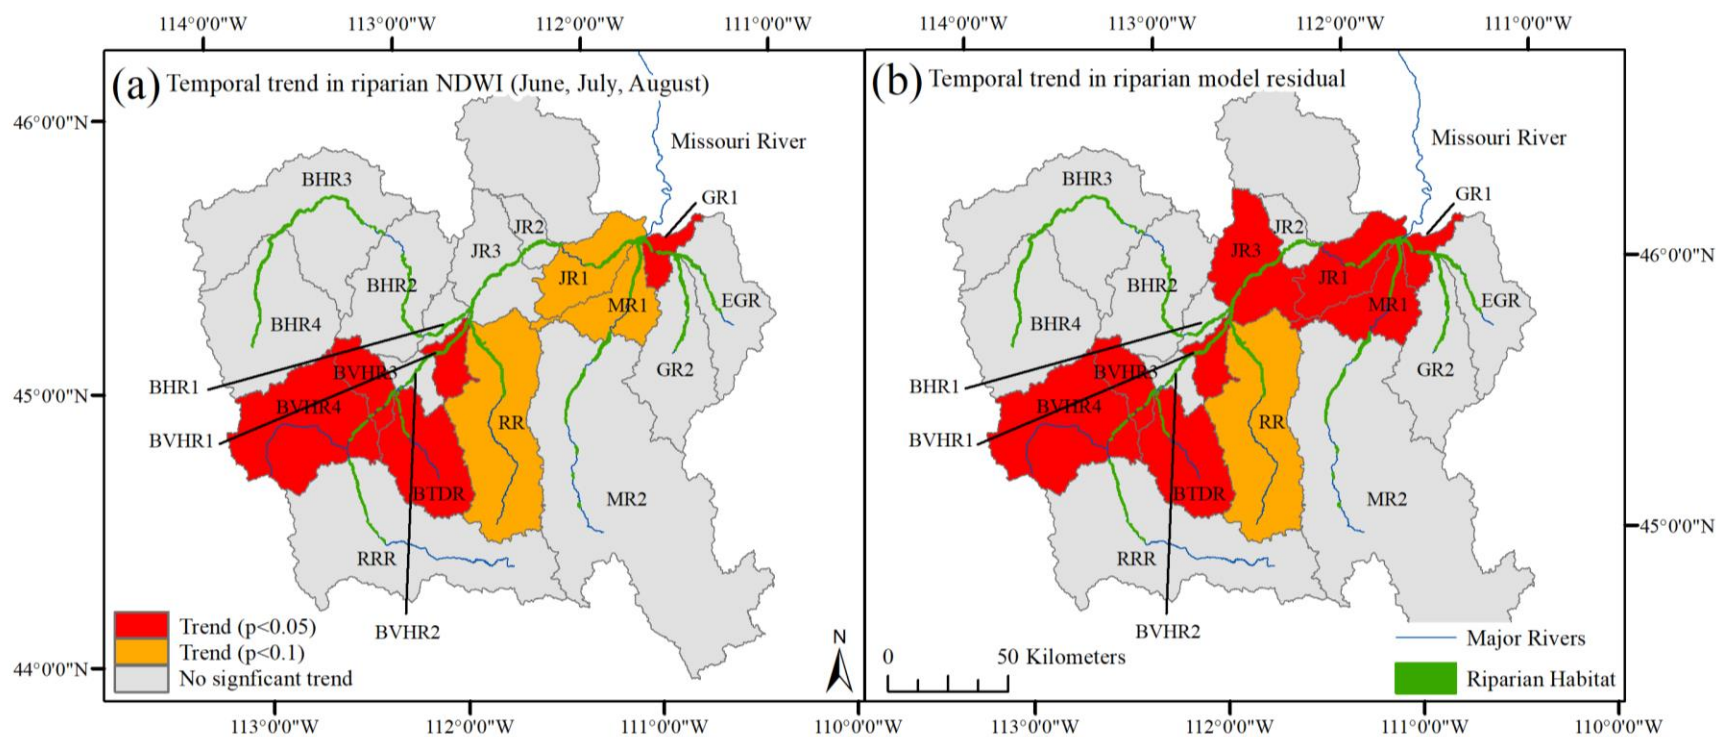 114°0'0"W 113°0'0"W 112°0'0"W 111°0'0"W 114°0'0"W 113°0'0"W 112°0'0"W 111°0'0"W
(a) Temporal trend in riparian NDWI (June, July, August)
46°0'0"N
Missouri River
BHR3
GR1
JR2
JR3
BHR2
JR1
EGR
MR1
BHR4
BVHR3
GR2
BHR1
45°0'0"N
BVHR4
RR
BVHR1
BTDR
MR2
RRR
BVHR2
Trend (p<0.05)
Trend (p<0.1)
No signficant trend
44°0'0"N
N
(b) Temporal trend in riparian model residual
Missouri River
BHR3
GR1
JR2
JR3
46°0'0"N
BHR2
JR1
EGR
MR1
BHR4
BVHR3
GR2
BHR1
BVHR4
RR
BVHR1
BTDR
MR2
45°0'0"N
RRR
BVHR2
0 50 Kilometers
Major Rivers
Riparian Habitat
113°0'0"W 112°0'0"W 111°0'0"W 110°0'0"W 113°0'0"W 112°0'0"W 111°0'0"W 110°0'0"W